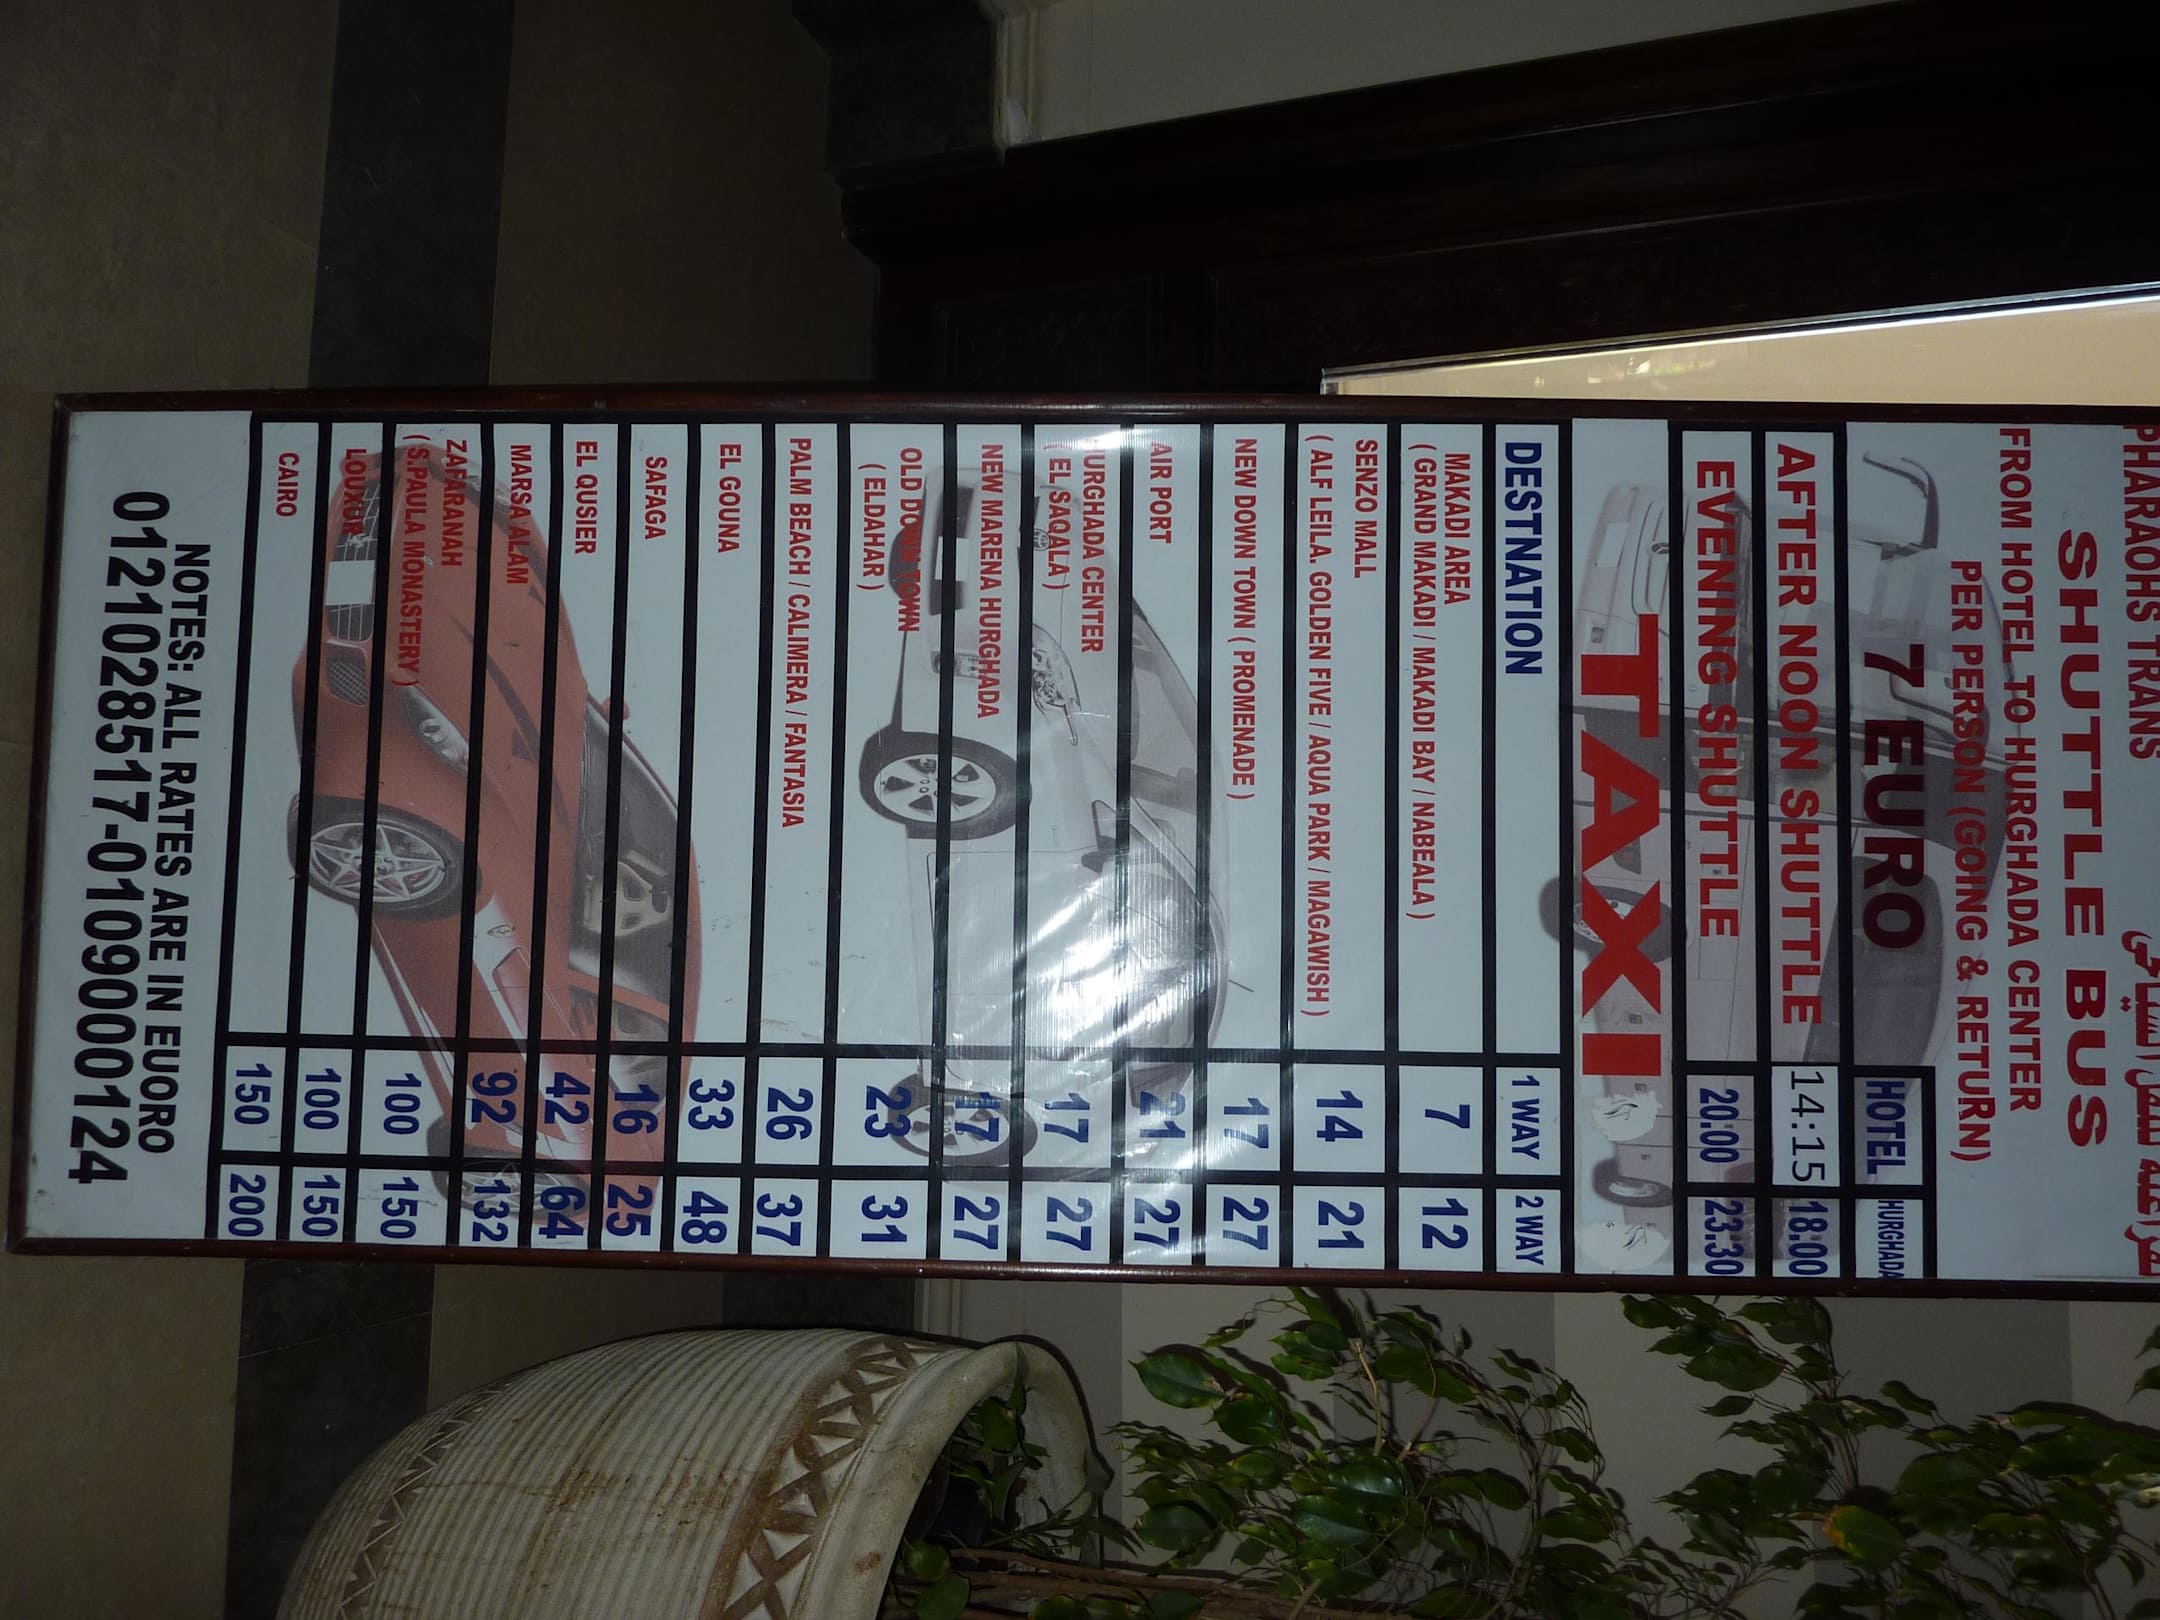 PHARAOHS TRANS
SHUTTLE BUS
FROM HOTEL TO HURGHADA CENTER
PER PERSON (GOING & RETURN)
7 EURO HOTEL HURGHADA
AFTER NOON SHUTTLE 14:15 18.00
EVENING SHUTTLE 20.00 23.30
TAXI
DESTNATION 1 WAY 2 WAY
MAKADI AREA
( GRAND MAKADI / MAKADI BAY / NABEALA ) 7 12
SENZO MALL
( ALF LEILA. GOLDEN FIVE / AQUA PARK / MAGAWISH ) 14 21
NEW DOWN TOWN ( PROMENADE ) 17 27
AIR PORT 21 27
HURGHADA CENTER
( EL SAQALA ) 17 27
NEW MARENA HURGHADA 17 27
OLD DOWN TOWN
( ELDAHAR ) 23 31
PALM BEACH / CALIMERA / FANTASIA 26 37
EL GOUNA 33 48
SAFAGA 16 25
EL QUSIER 42 64
MARSA ALAM 92 132
ZAFARANAH
( S.PAULA MONASTERY ) 100 150
LOUXUR 100 150
CAIRO 150 200
NOTES: ALL RATES ARE IN EUORO
0121028517-0109000124